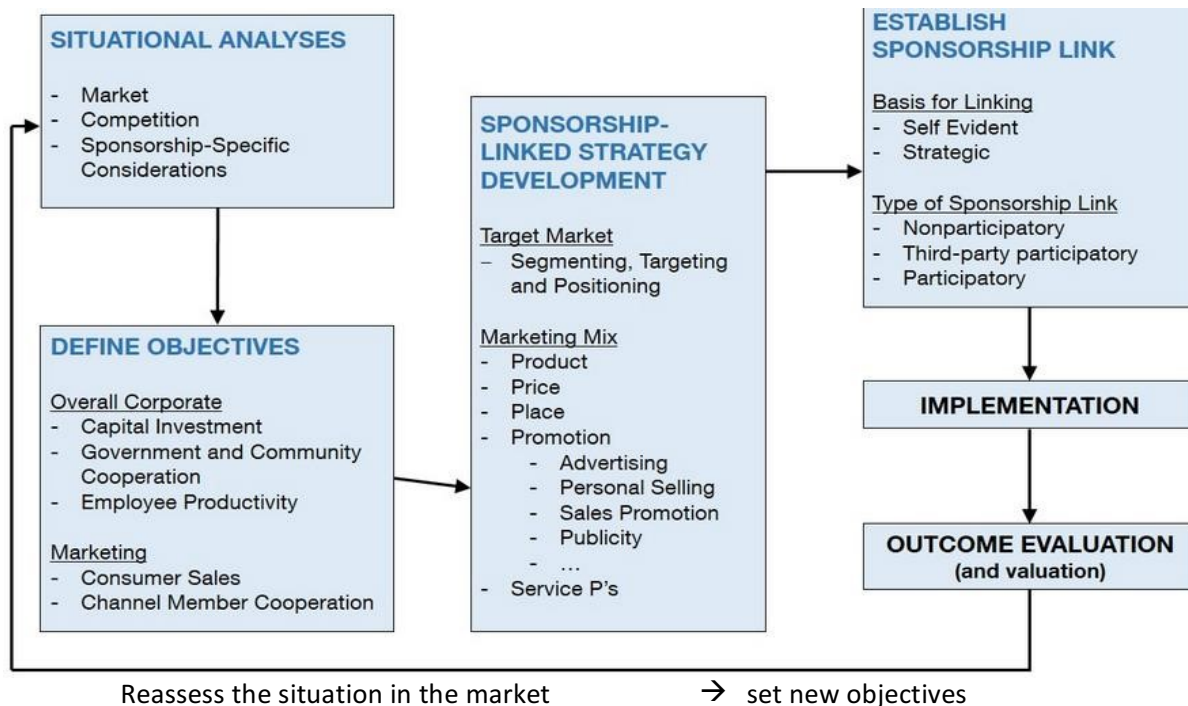 SITUATIONAL ANALYSES
- Market
- Competition
- Sponsorship-Specific
Considerations
DEFINE OBJECTIVES
Overall Corporate
- Capital Investment
- Government and Community
Cooperation
- Employee Productivity
Marketing
- Consumer Sales
- Channel Member Cooperation
SPONSORSHIP-
LINKED STRATEGY
DEVELOPMENT
Target Market
– Segmenting, Targeting
and Positioning
Marketing Mix
- Product
- Price
- Place
- Promotion
- Advertising
- Personal Selling
- Sales Promotion
- Publicity
- ...
- Service P's
ESTABLISH
SPONSORSHIP LINK
Basis for Linking
- Self Evident
- Strategic
Type of Sponsorship Link
- Nonparticipatory
- Third-party participatory
- Participatory
IMPLEMENTATION
OUTCOME EVALUATION
(and valuation)
Reassess the situation in the market → set new objectives